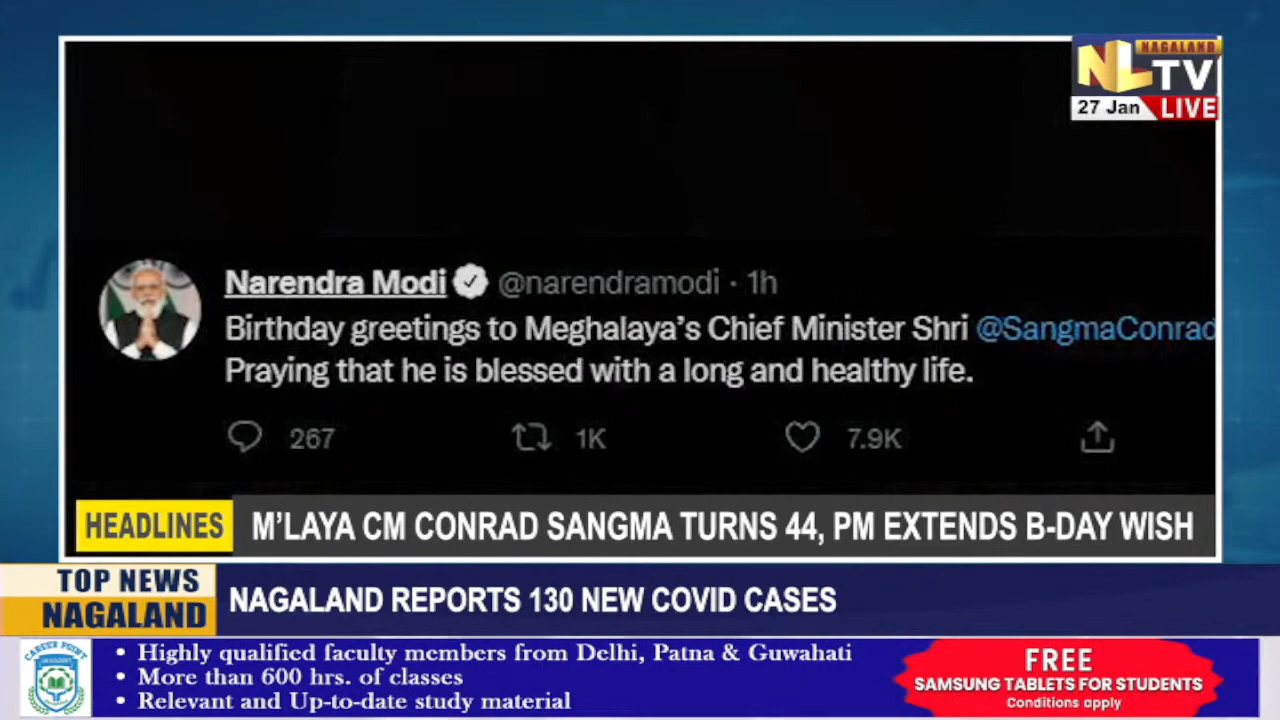 NAGALAND
NLTV
27 Jan LIVE
Narendra Modi @narendramodi · 1h
Birthday greetings to Meghalaya's Chief Minister Shri @SangmaConrad
Praying that he is blessed with a long and healthy life.
267 1K 7.9K
HEADLINES M'LAYA CM CONRAD SANGMA TURNS 44, PM EXTENDS B-DAY WISH
TOP NEWS
NAGALAND
NAGALAND REPORTS 130 NEW COVID CASES
CAREER POINT
• Highly qualified faculty members from Delhi, Patna & Guwahati
• More than 600 hrs. of classes
• Relevant and Up-to-date study material
FREE
SAMSUNG TABLETS FOR STUDENTS
Conditions apply